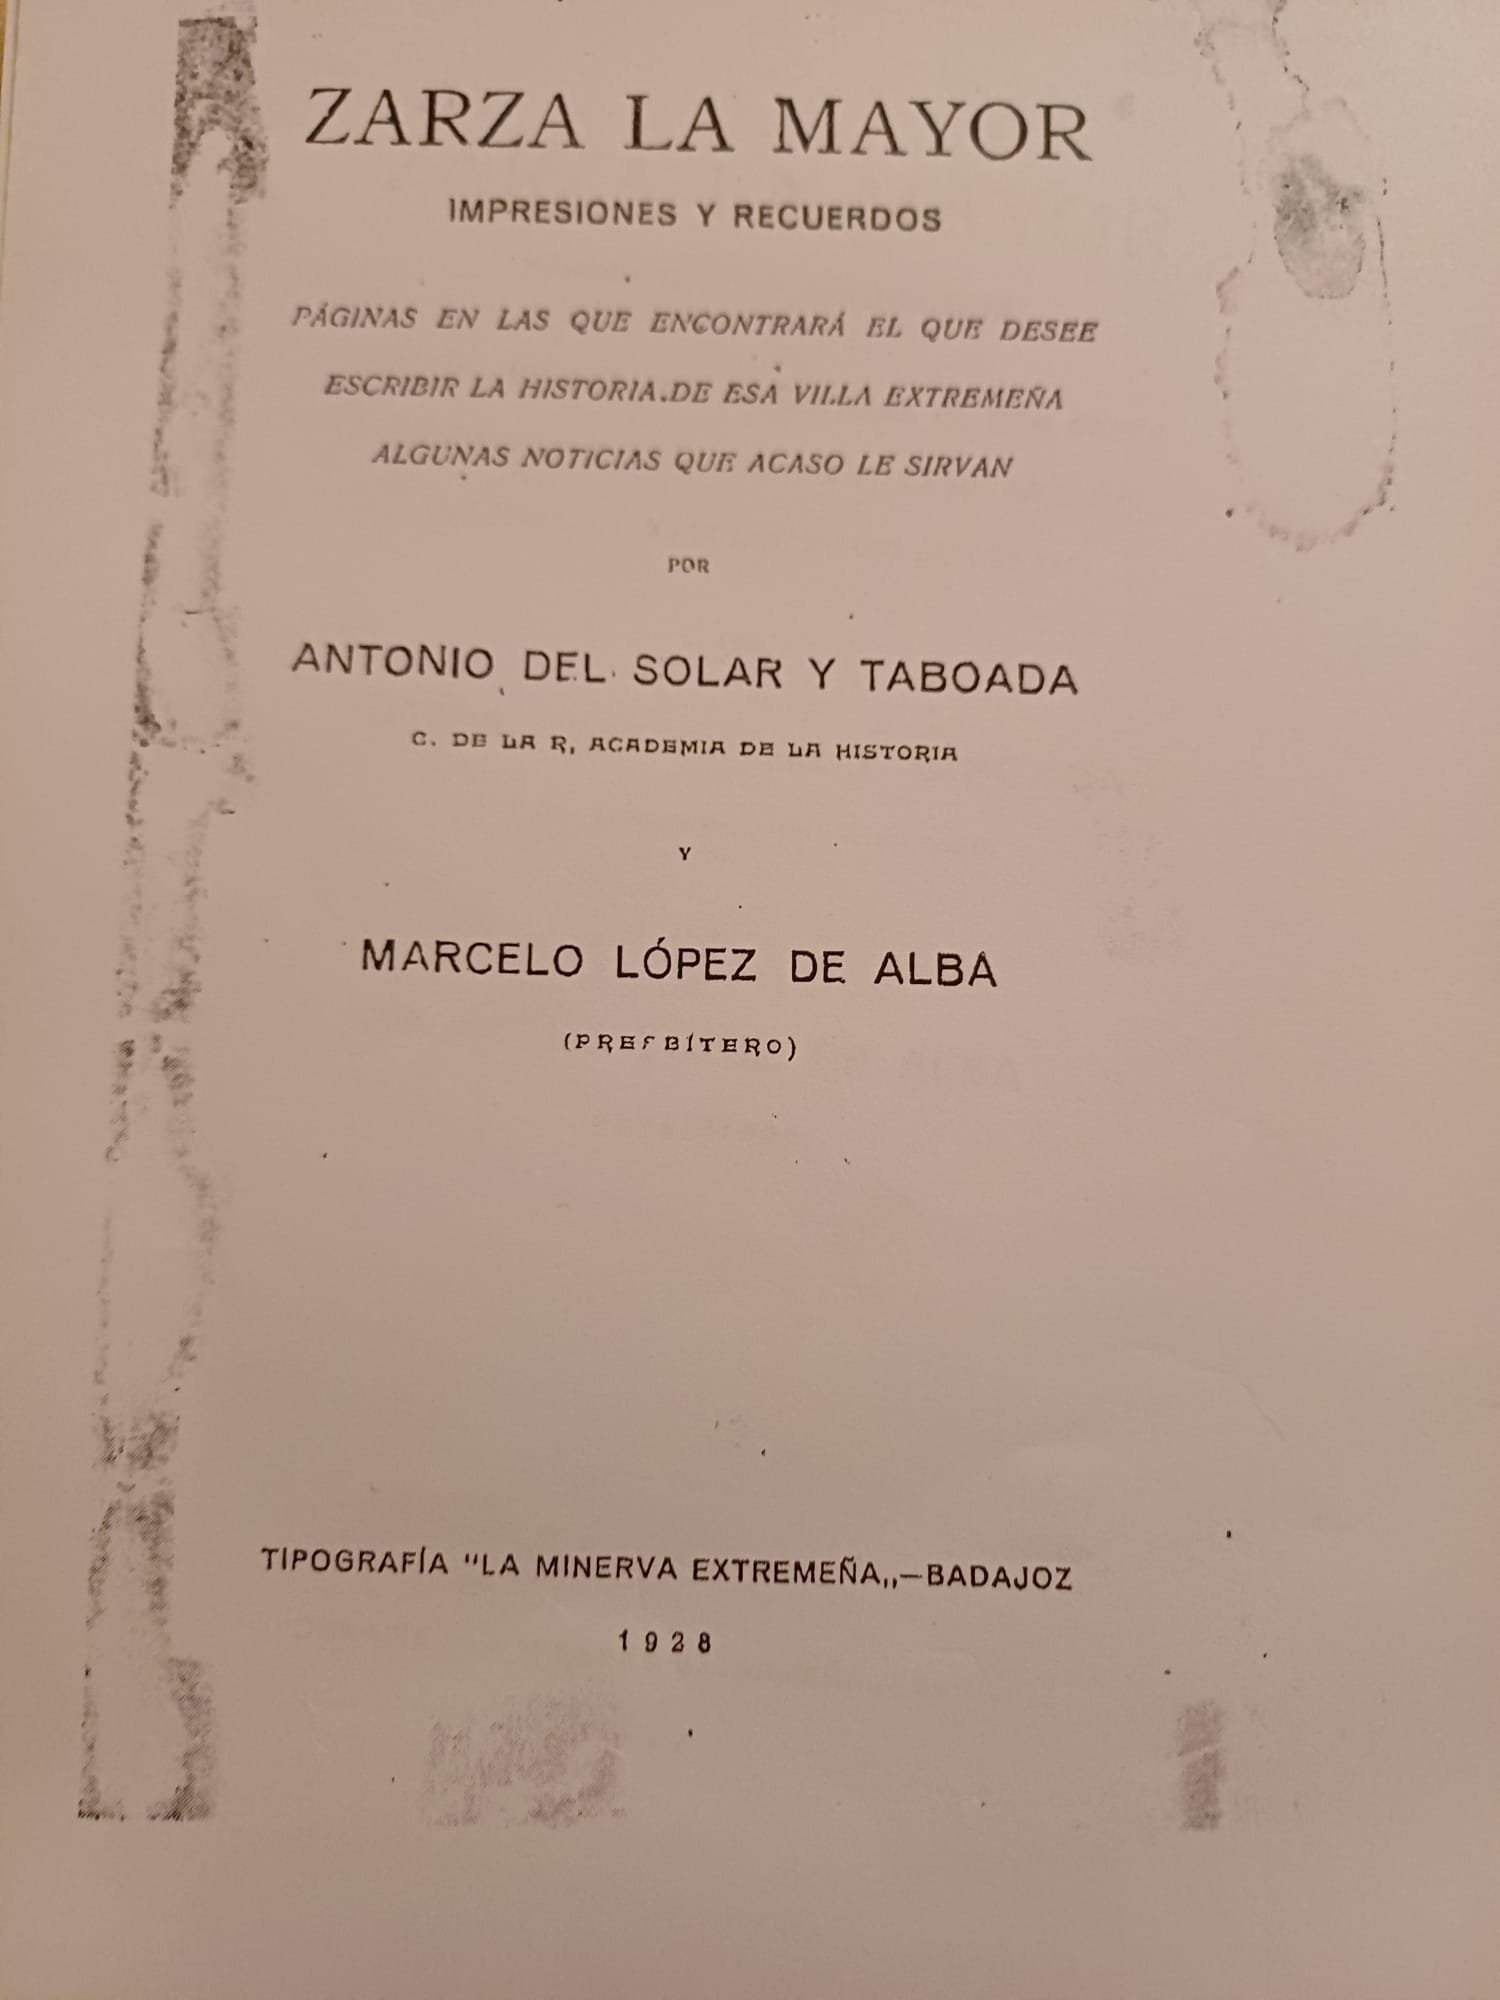 ZARZA LA MAYOR
IMPRESIONES Y RECUERDOS
PÁGINAS EN LAS QUE ENCONTRARÁ EL QUE DESEE
ESCRIBIR LA HISTORIA DE ESA VILLA EXTREMEÑA
ALGUNAS NOTICIAS QUE ACASO LE SIRVAN
POR
ANTONIO DEL SOLAR Y TABOADA
C. DE LA R, ACADEMIA DE LA HISTORIA
Y
MARCELO LÓPEZ DE ALBA
(PRESBÍTERO)
TIPOGRAFÍA "LA MINERVA EXTREMEÑA„—BADAJOZ
1928